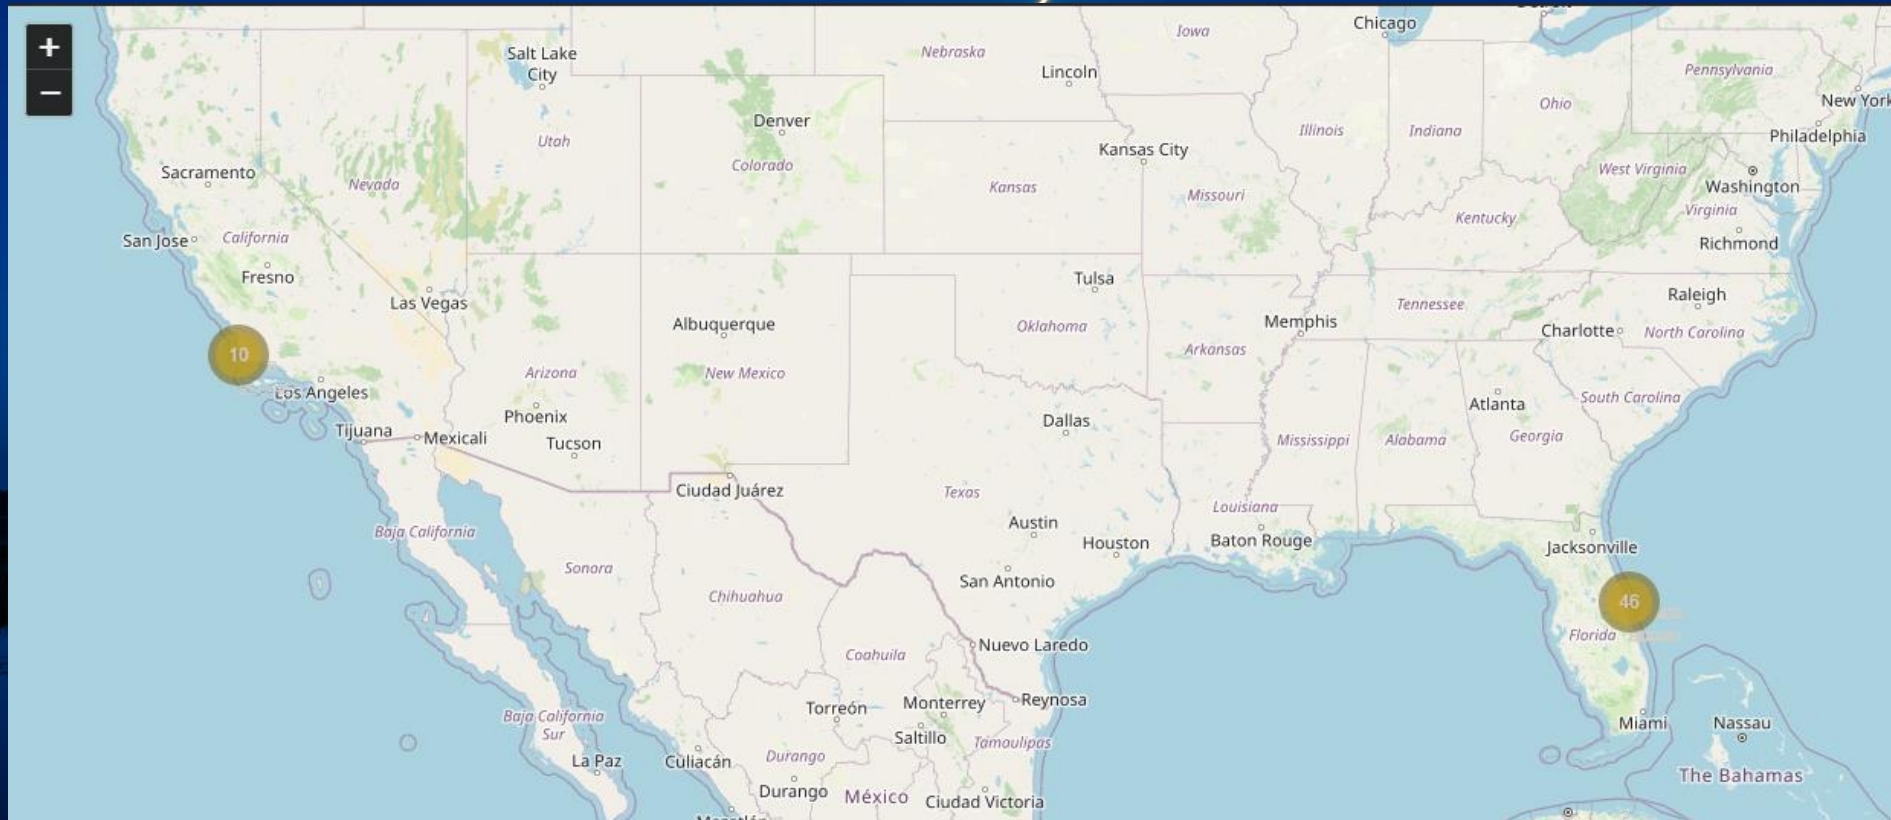 +
−
Salt Lake
City
Nebraska
Iowa
Chicago
Lincoln
Pennsylvania
Ohio
New York
Denver
Utah
Colorado
Kansas City
Illinois
Indiana
Philadelphia
Sacramento
Nevada
Kansas
Missouri
West Virginia
Washington
Kentucky
Virginia
San Jose
California
Richmond
Fresno
Las Vegas
Tulsa
Tennessee
Raleigh
Albuquerque
Oklahoma
Memphis
Charlotte
North Carolina
10
Arizona
New Mexico
Arkansas
Los Angeles
Phoenix
Dallas
Atlanta
South Carolina
Tijuana
Mexicali
Tucson
Mississippi
Alabama
Georgia
Ciudad Juárez
Texas
Louisiana
Baja California
Austin
Houston
Baton Rouge
Jacksonville
Sonora
San Antonio
Chihuahua
46
Florida
Nuevo Laredo
Coahuila
Reynosa
Torreón
Monterrey
Baja California
Sur
Saltillo
Tamaulipas
Miami
Nassau
La Paz
Culiacán
Durango
The Bahamas
Durango
México
Ciudad Victoria